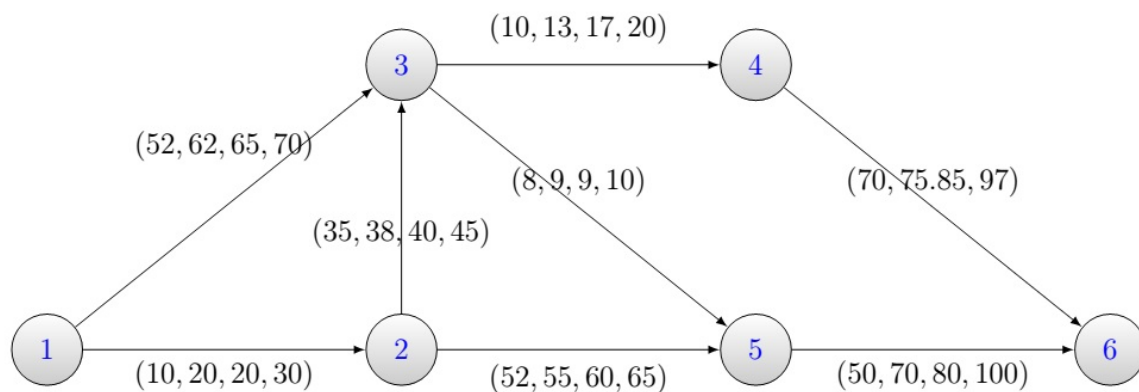 (10, 13, 17, 20)
3
4
(52, 62, 65, 70)
(8, 9, 9, 10)
(70, 75.85, 97)
(35, 38, 40, 45)
1
2
5
6
(10, 20, 20, 30)
(52, 55, 60, 65)
(50, 70, 80, 100)